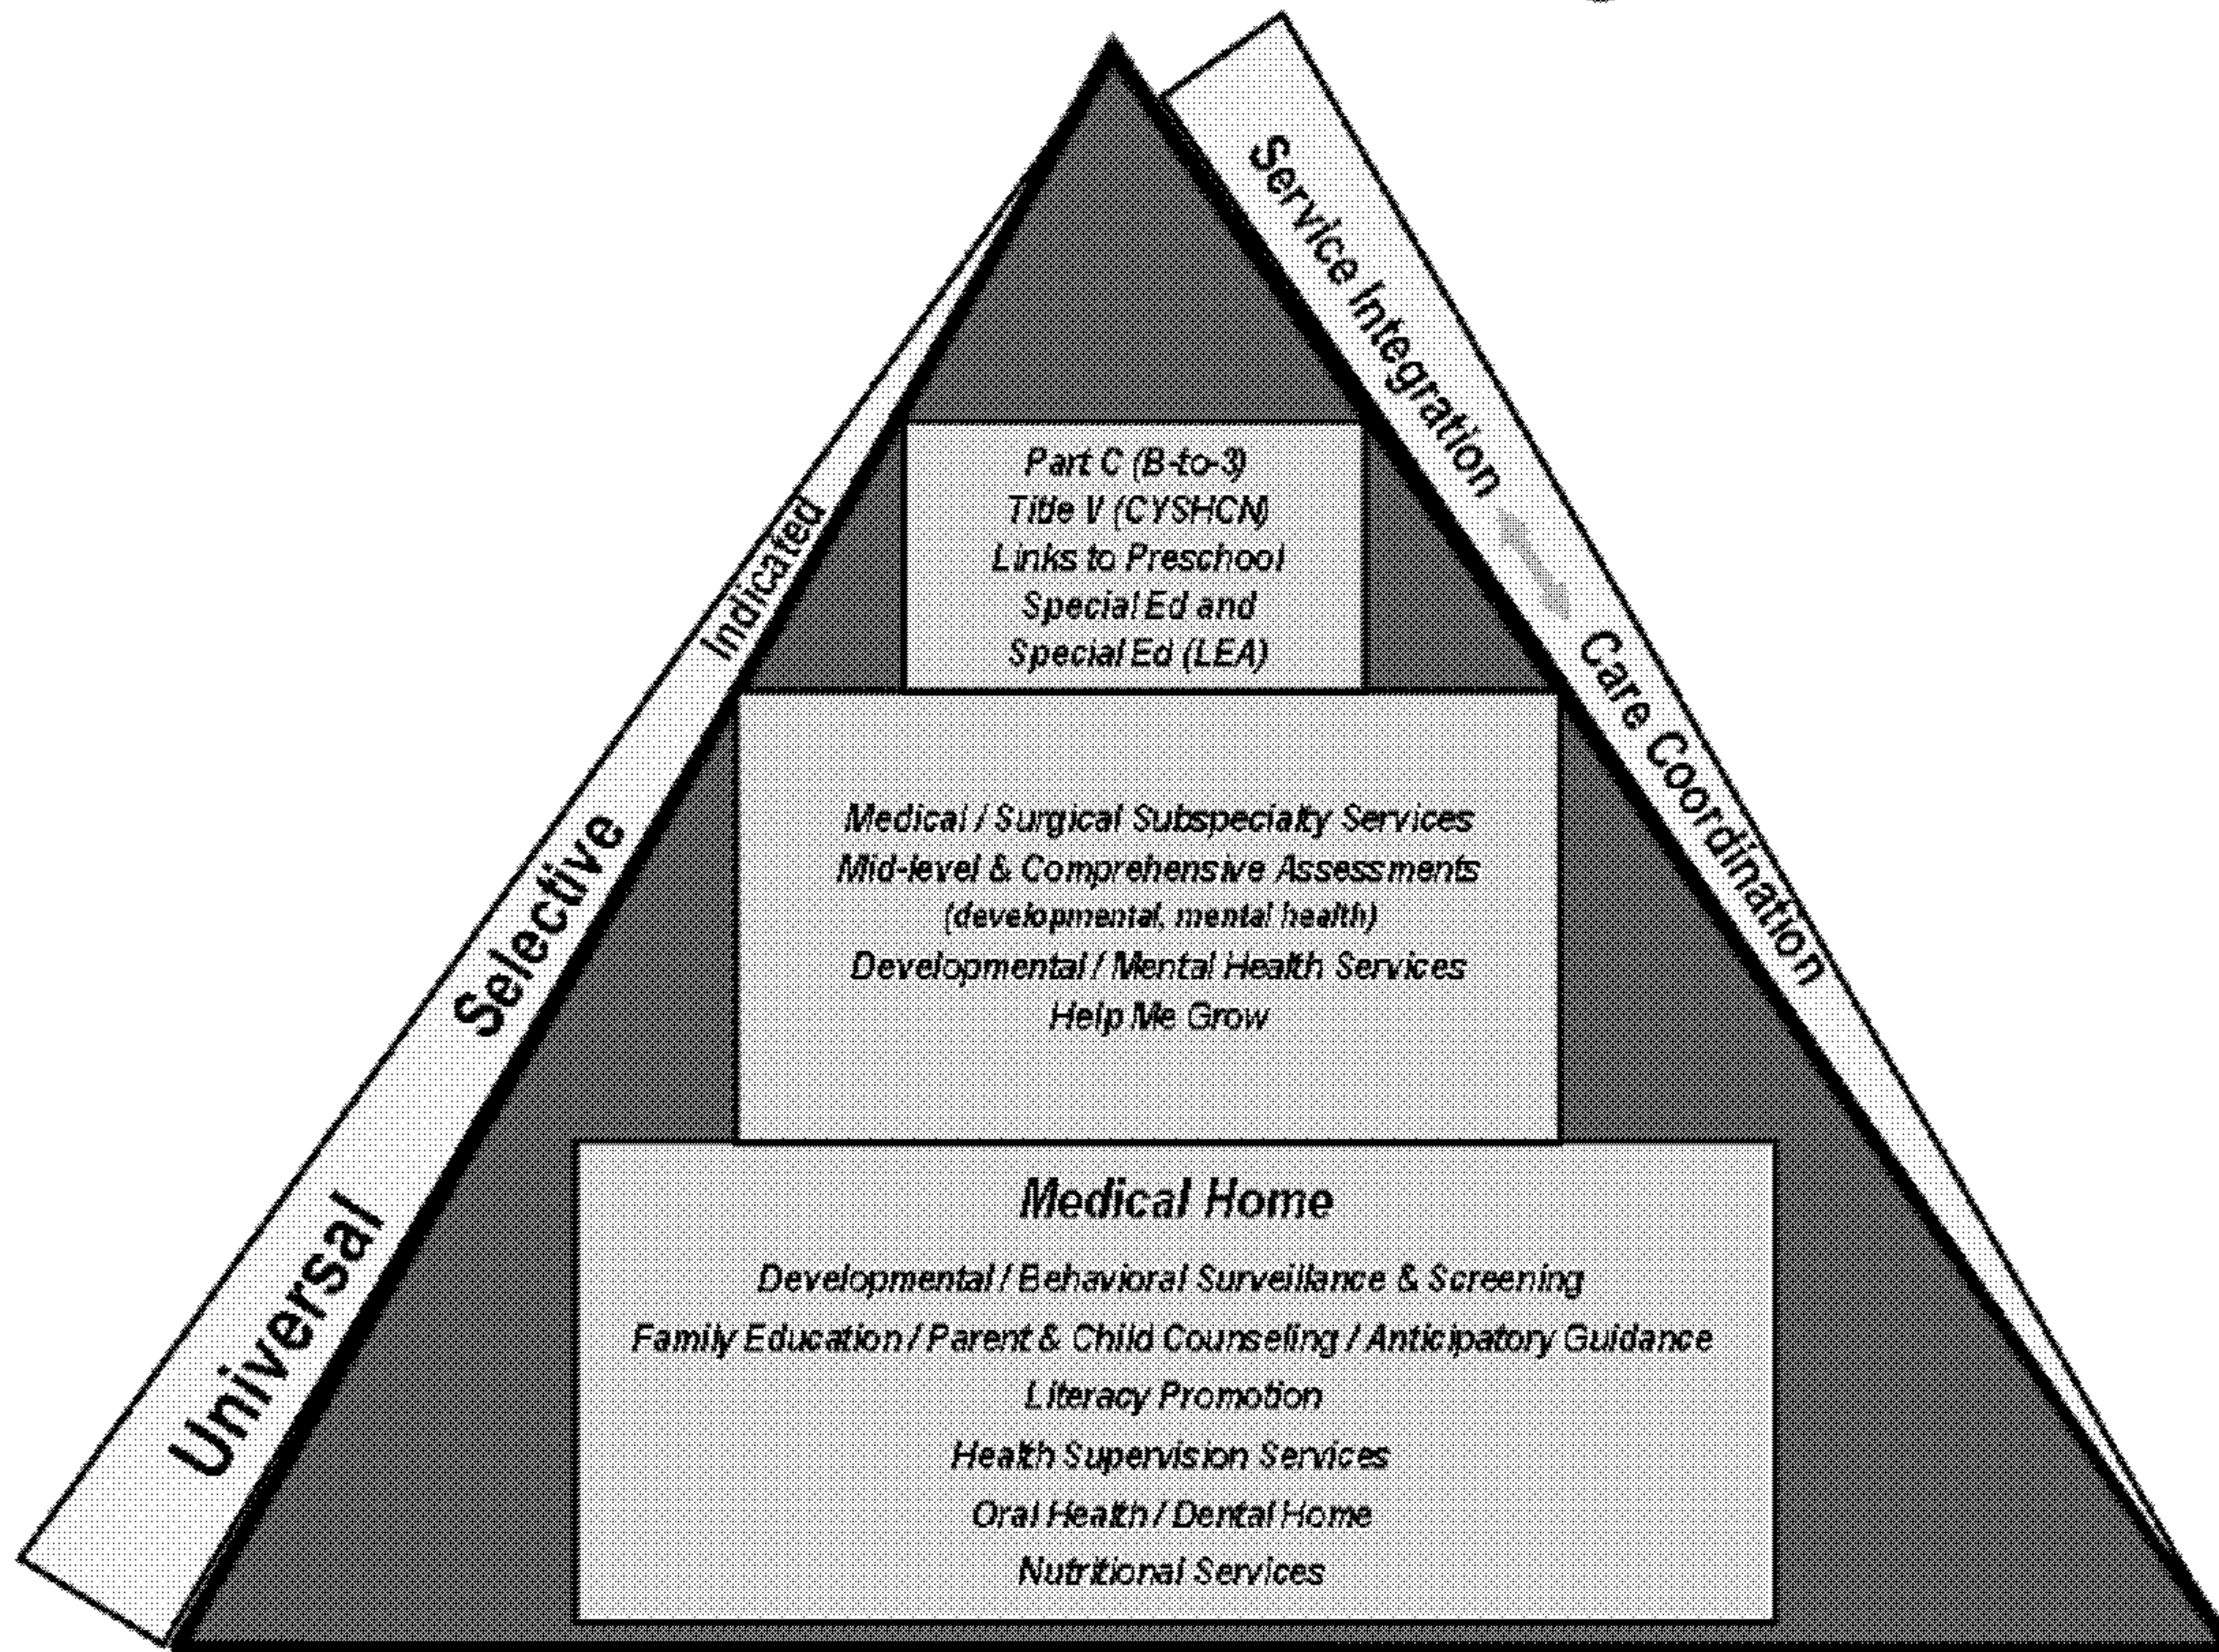 Service Integration
Care Coordination
Indicated
Selective
Universal
Part C (B-to-3)
Title V (CYSHCN)
Links to Preschool
Special Ed and
Special Ed (LEA)
Medical / Surgical Subspecialty Services
Mid-level & Comprehensive Assessments
(developmental, mental health)
Developmental / Mental Health Services
Help Me Grow
Medical Home
Developmental / Behavioral Surveillance & Screening
Family Education / Parent & Child Counseling / Anticipatory Guidance
Literacy Promotion
Health Supervision Services
Oral Health / Dental Home
Nutritional Services